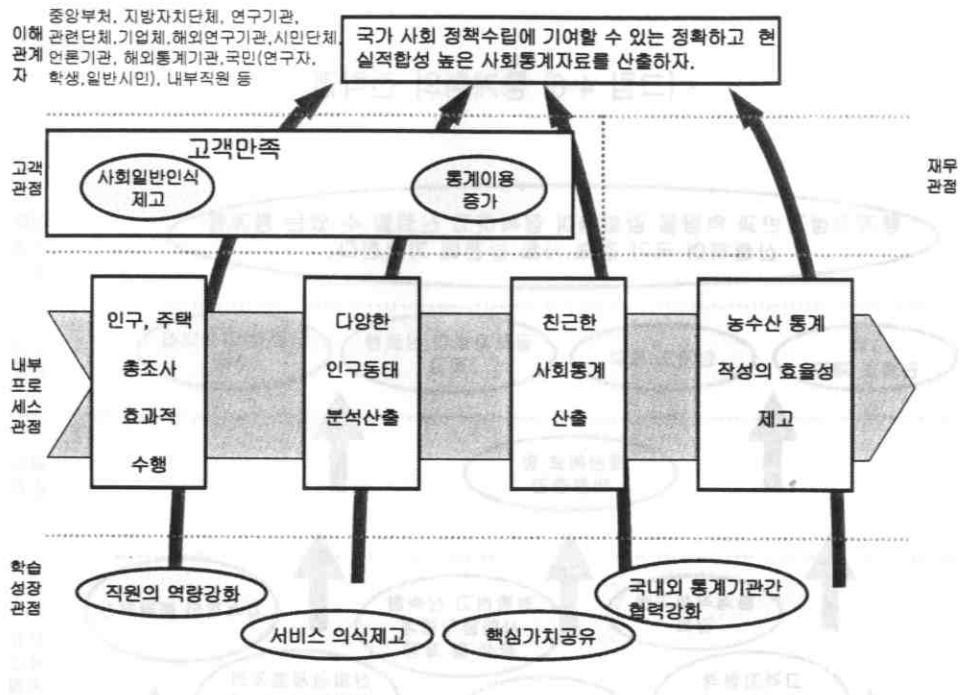 이해
관계
자
중앙부처, 지방자치단체, 연구기관,
관련단체,기업체,해외연구기관,시민단체,
언론기관, 해외통계기관,국민(연구자,
학생,일반시민), 내부직원 등
국가 사회 정책수립에 기여할 수 있는 정확하고 현
실적합성 높은 사회통계자료를 산출하자.
고객
관점
고객만족
사회일반인식
제고
통계이용
증가
재무
관점
내부
프로
세스
관점
인구, 주택
총조사
효과적
수행
다양한
인구동태
분석산출
친근한
사회통계
산출
농수산 통계
작성의 효율성
제고
학습
성장
관점
직원의 역량강화
서비스 의식제고
핵심가치공유
국내외 통계기관간
협력강화